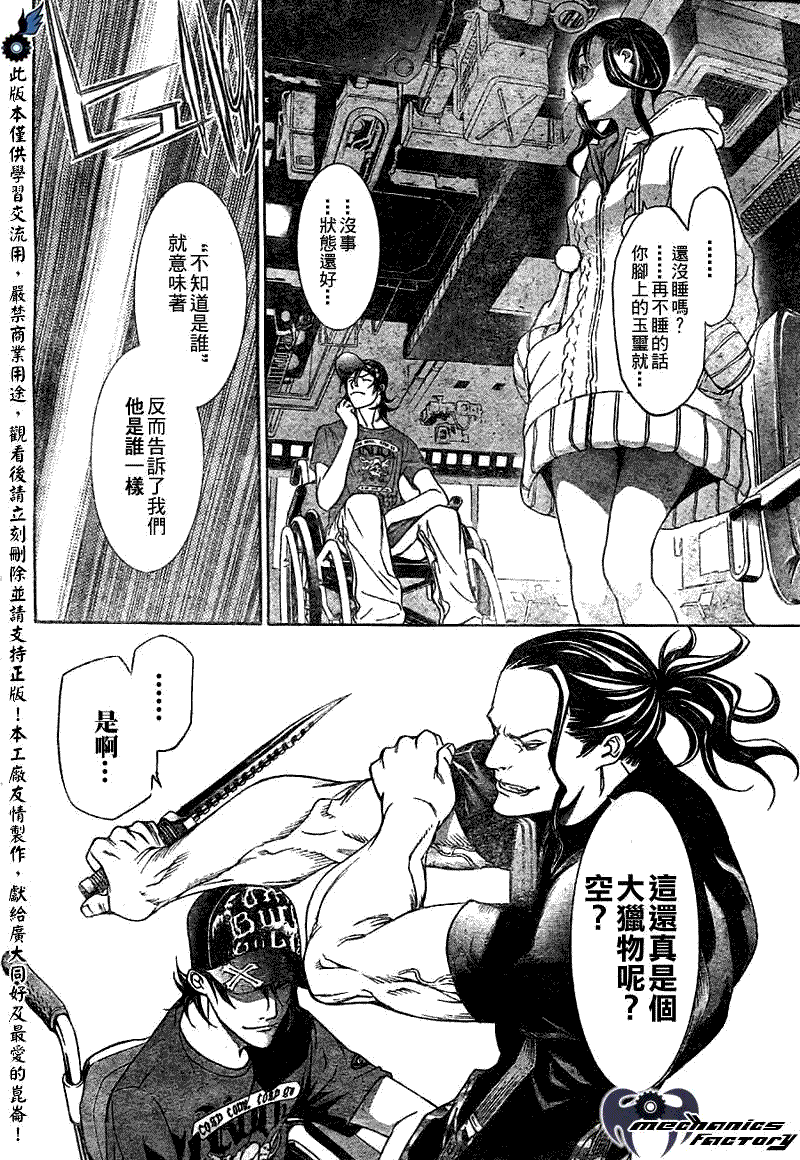 ……
還沒睡嗎?
……再不睡的話
你腳上的玉璽就…
……沒事
……狀態還好…
“不知道是誰”
就意味著
反而告訴了我們
他是誰一樣
這還真是個
大獵物呢?
空?
……
是啊…
此版本僅供學習交流用，嚴禁商業用途，觀看後請立刻刪除並請支持正版！本工廠友情製作，獻給廣大同好及最愛的崑崙！
COSD CODE COSD
mechanics
factory